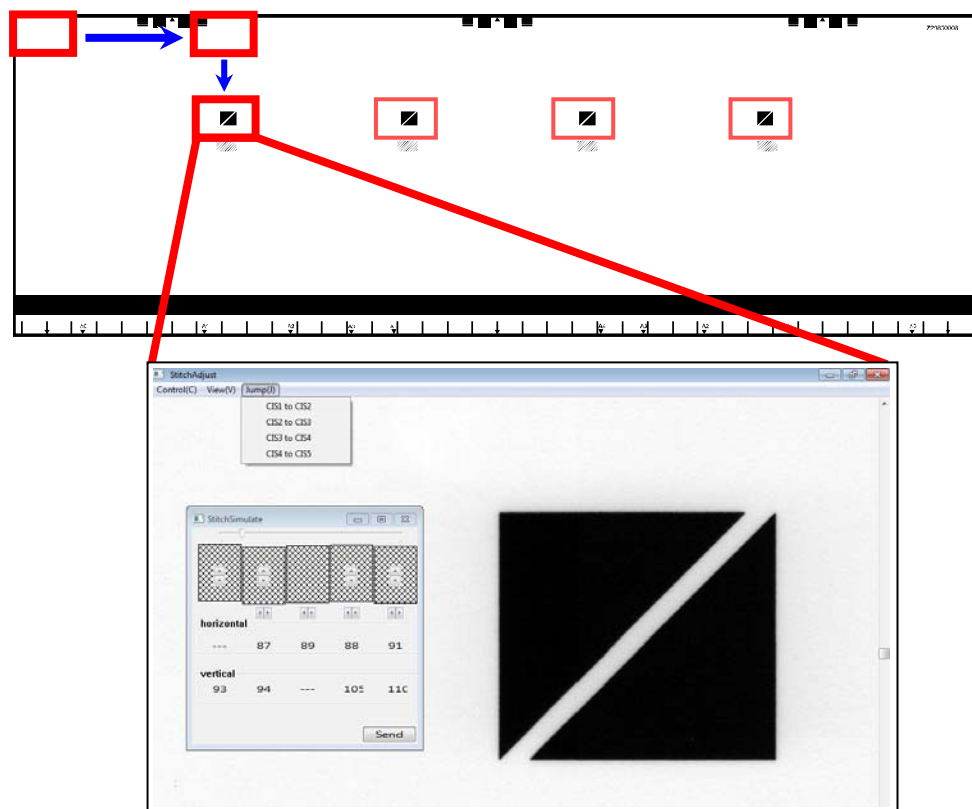 StitchAdjust
Control(C) View(V) Jump(J)
CIS1 to CIS2
CIS2 to CIS3
CIS3 to CIS4
CIS4 to CIS5
StitchSimulate
horizontal
--- 87 89 88 91
vertical
93 94 --- 105 110
Send